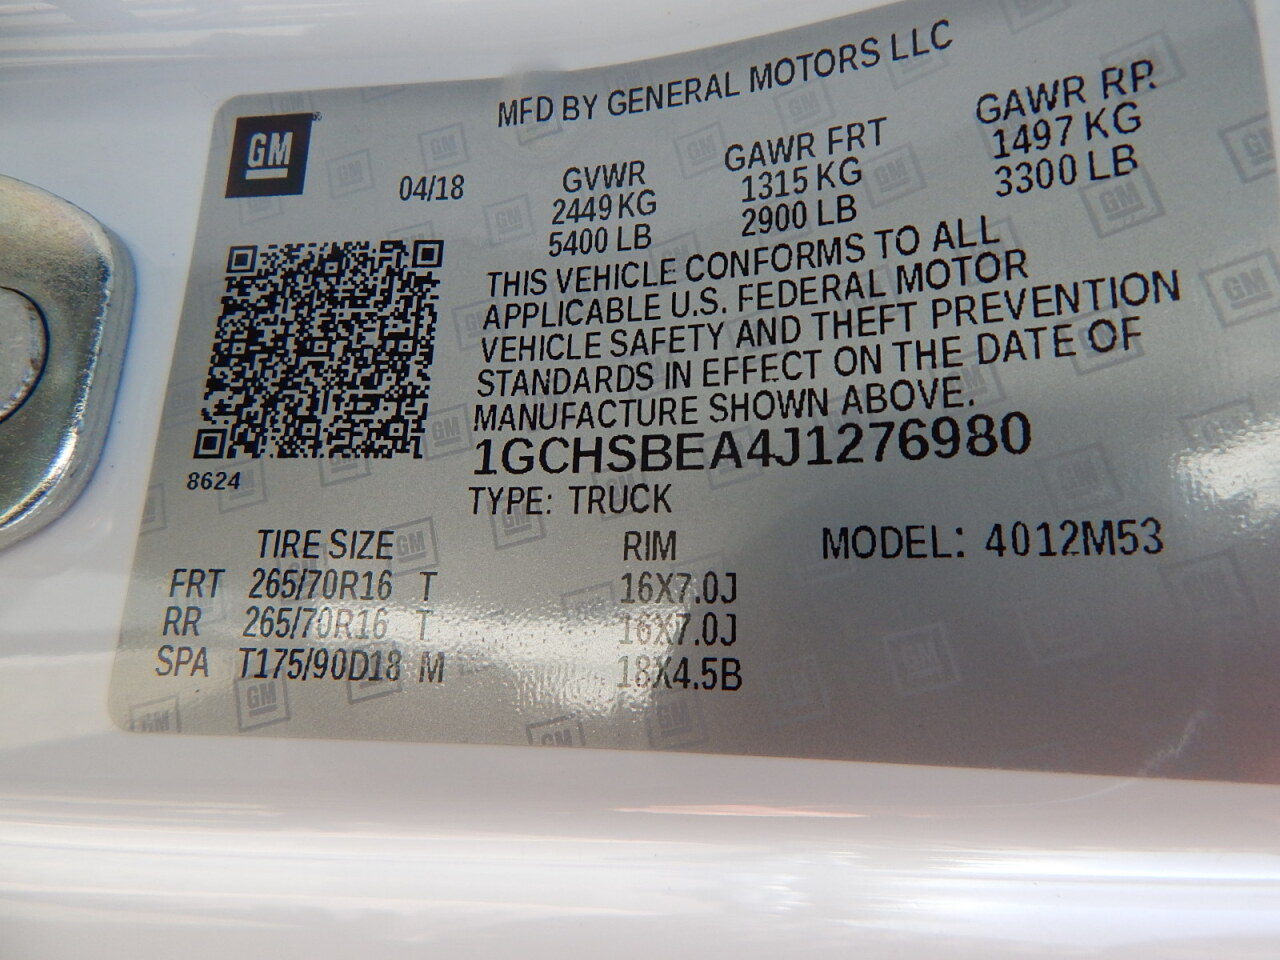 MFD BY GENERAL MOTORS LLC
GM
04/18
GVWR
2449 KG
5400 LB
GAWR FRT
1315 KG
2900 LB
GAWR RR
1497 KG
3300 LB
THIS VEHICLE CONFORMS TO ALL
APPLICABLE U.S. FEDERAL MOTOR
VEHICLE SAFETY AND THEFT PREVENTION
STANDARDS IN EFFECT ON THE DATE OF
MANUFACTURE SHOWN ABOVE.
1GCHSBEA4J1276980
8624
TYPE: TRUCK
TIRE SIZE RIM MODEL: 4012M53
FRT 265/70R16 T 16X7.0J
RR 265/70R16 T 16X7.0J
SPA T175/90D18 M 18X4.5B